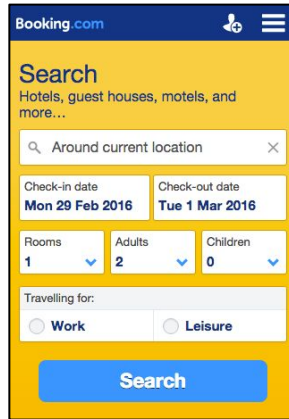 Booking.com
Search
Hotels, guest houses, motels, and
more...
Around current location
Check-in date Check-out date
Mon 29 Feb 2016 Tue 1 Mar 2016
Rooms Adults Children
1 2 0
Travelling for:
Work Leisure
Search